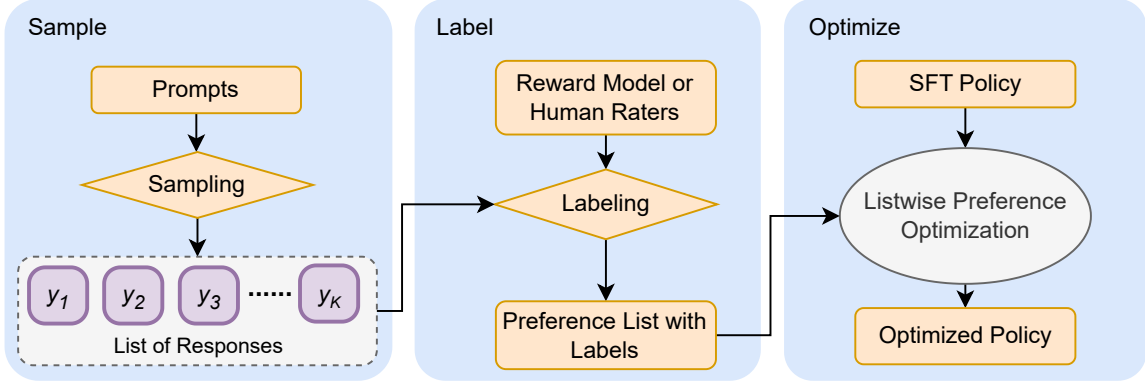 Sample
Prompts
Sampling
y1 y2 y3 ...... yK
List of Responses
Label
Reward Model or
Human Raters
Labeling
Preference List with
Labels
Optimize
SFT Policy
Listwise Preference
Optimization
Optimized Policy